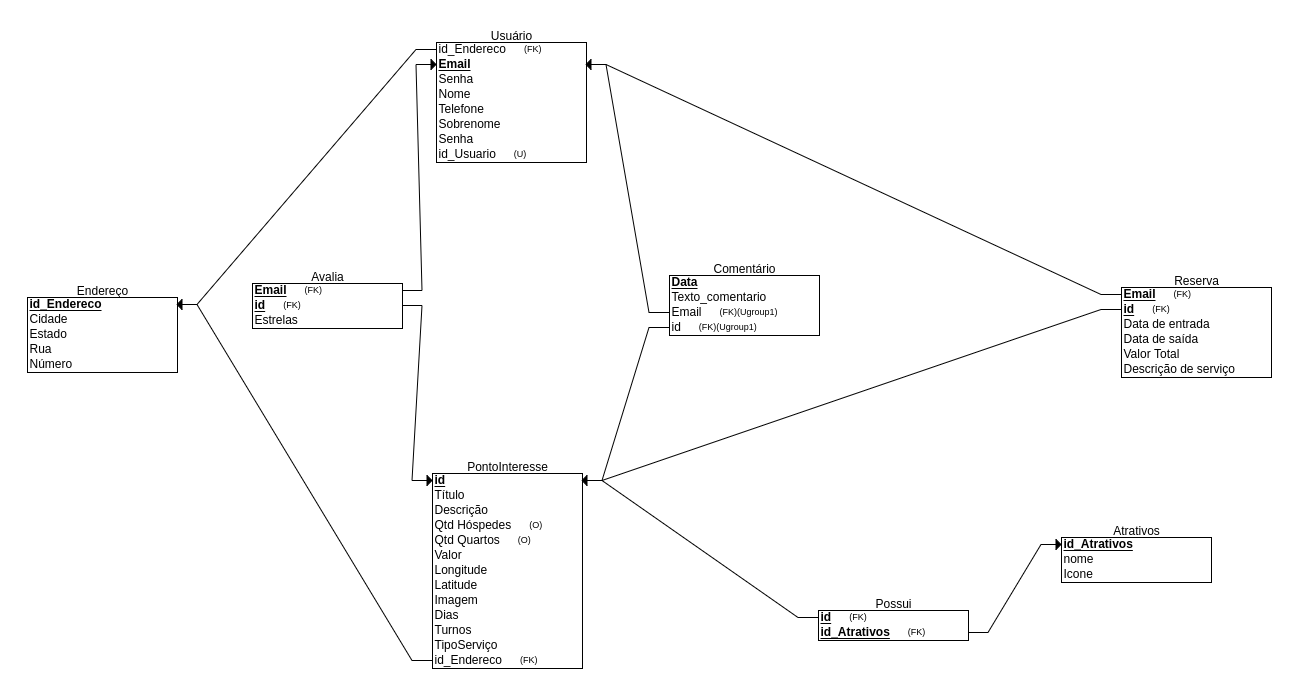 Usuário
id_Endereco (FK)
Email
Senha
Nome
Telefone
Sobrenome
Senha
id_Usuario (U)
Endereço
id_Endereco
Cidade
Estado
Rua
Número
Avalia
Email (FK)
id (FK)
Estrelas
Comentário
Data
Texto_comentario
Email (FK)(Ugroup1)
id (FK)(Ugroup1)
Reserva
Email (FK)
id (FK)
Data de entrada
Data de saída
Valor Total
Descrição de serviço
PontoInteresse
id
Título
Descrição
Qtd Hóspedes (O)
Qtd Quartos (O)
Valor
Longitude
Latitude
Imagem
Dias
Turnos
TipoServiço
id_Endereco (FK)
Atrativos
id_Atrativos
nome
Icone
Possui
id (FK)
id_Atrativos (FK)